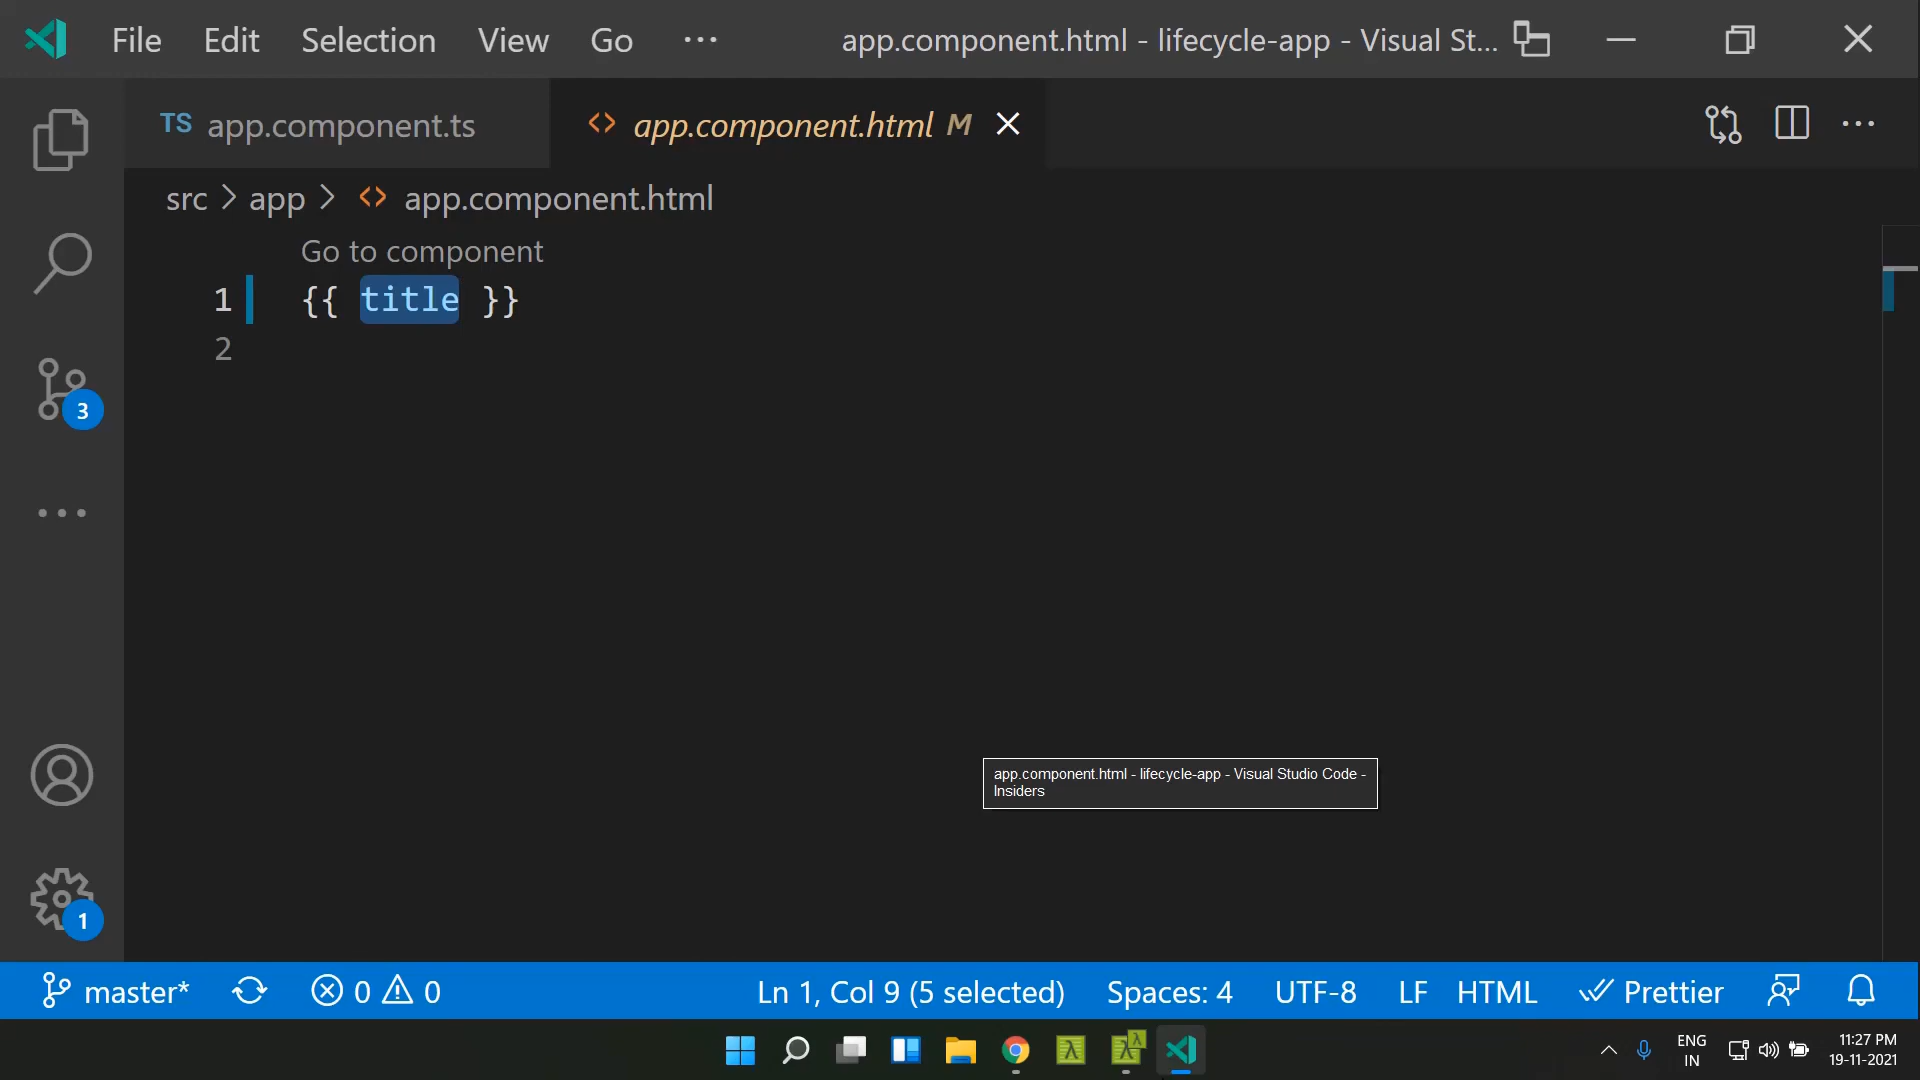 File Edit Selection View Go ··· app.component.html - lifecycle-app - Visual St...
TS app.component.ts <> app.component.html M
src > app > <> app.component.html
Go to component
1 {{ title }}
2
3
app.component.html - lifecycle-app - Visual Studio Code -
Insiders
1
master* 0 0 Ln 1, Col 9 (5 selected) Spaces: 4 UTF-8 LF HTML Prettier
λ λ λ ENG 11:27 PM
IN 19-11-2021